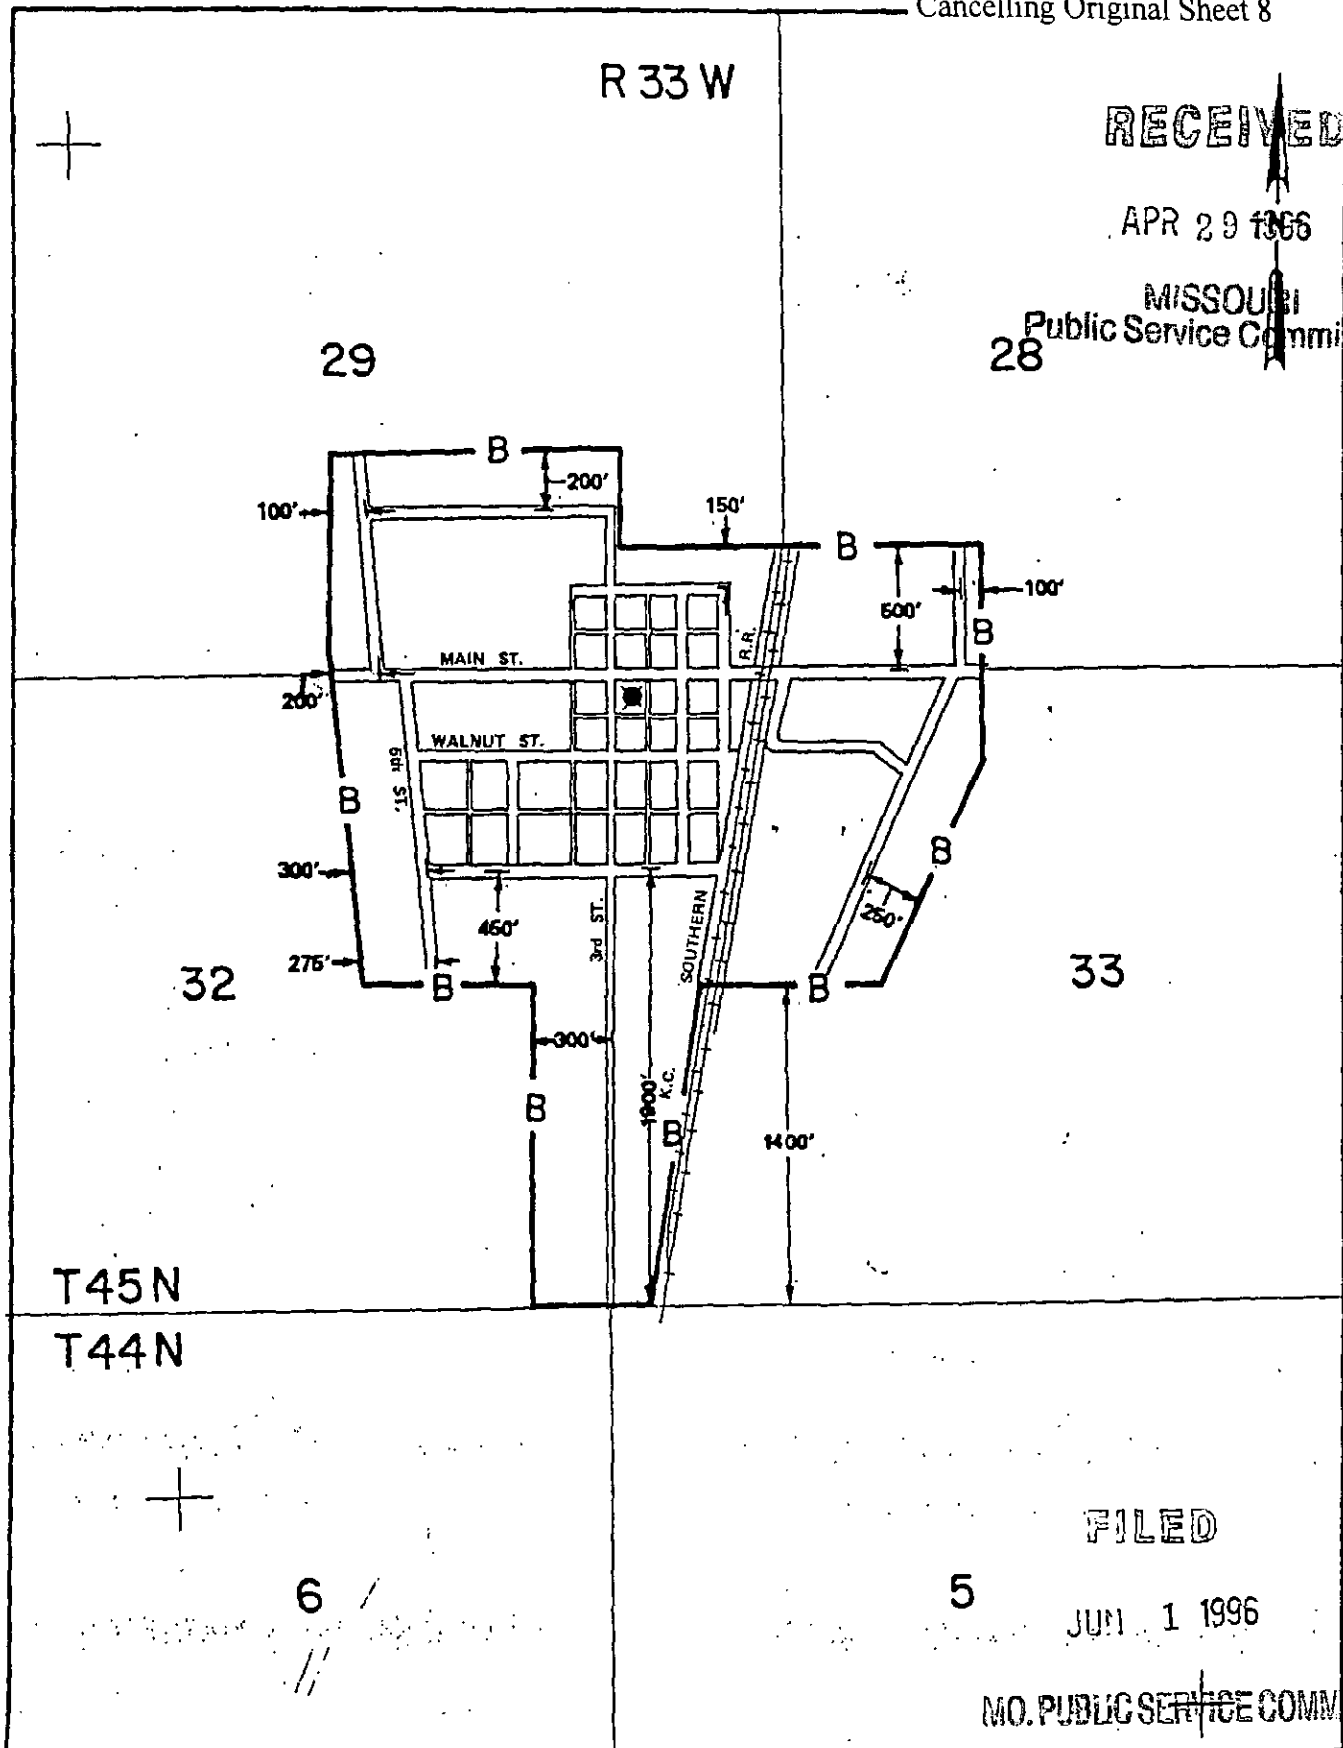 Cancelling Original Sheet 8
R 33 W
RECEIVED
N
APR 29 1996
MISSOURI
Public Service Commi
29
28
B
200'
100'
150'
B
500'
100'
B
R.R.
MAIN ST.
200'
WALNUT ST.
6th ST.
B
B
300'
250'
450'
3rd ST.
SOUTHERN
275'
32
B
B
33
300'
B
1900'
K.C.
B
1400'
T45N
T44N
FILED
6
5
JUN 1 1996
MO. PUBLIC SERVICE COMM